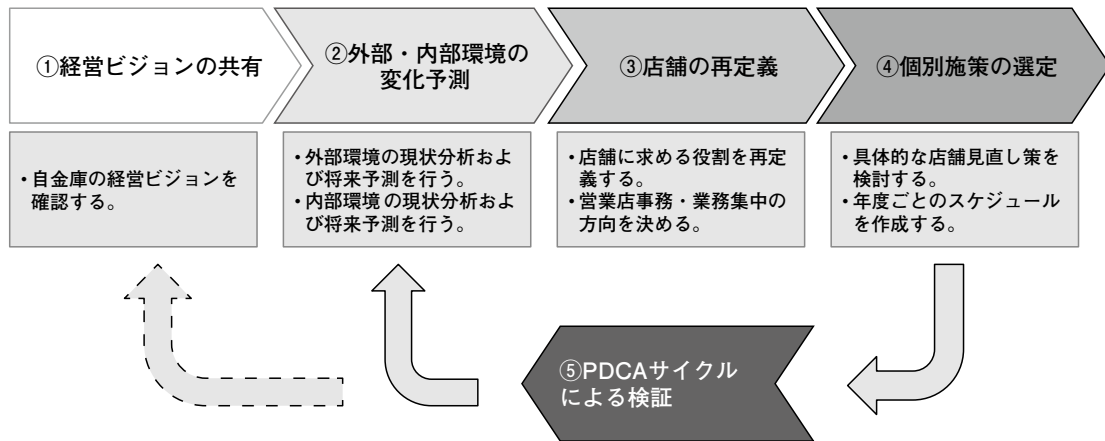 ①経営ビジョンの共有
②外部・内部環境の
変化予測
③店舗の再定義
④個別施策の選定
・自金庫の経営ビジョンを
確認する。
・外部環境の現状分析およ
び将来予測を行う。
・内部環境の現状分析およ
び将来予測を行う。
・店舗に求める役割を再定
義する。
・営業店事務・業務集中の
方向を決める。
・具体的な店舗見直し策を
検討する。
・年度ごとのスケジュール
を作成する。
⑤PDCAサイクル
による検証